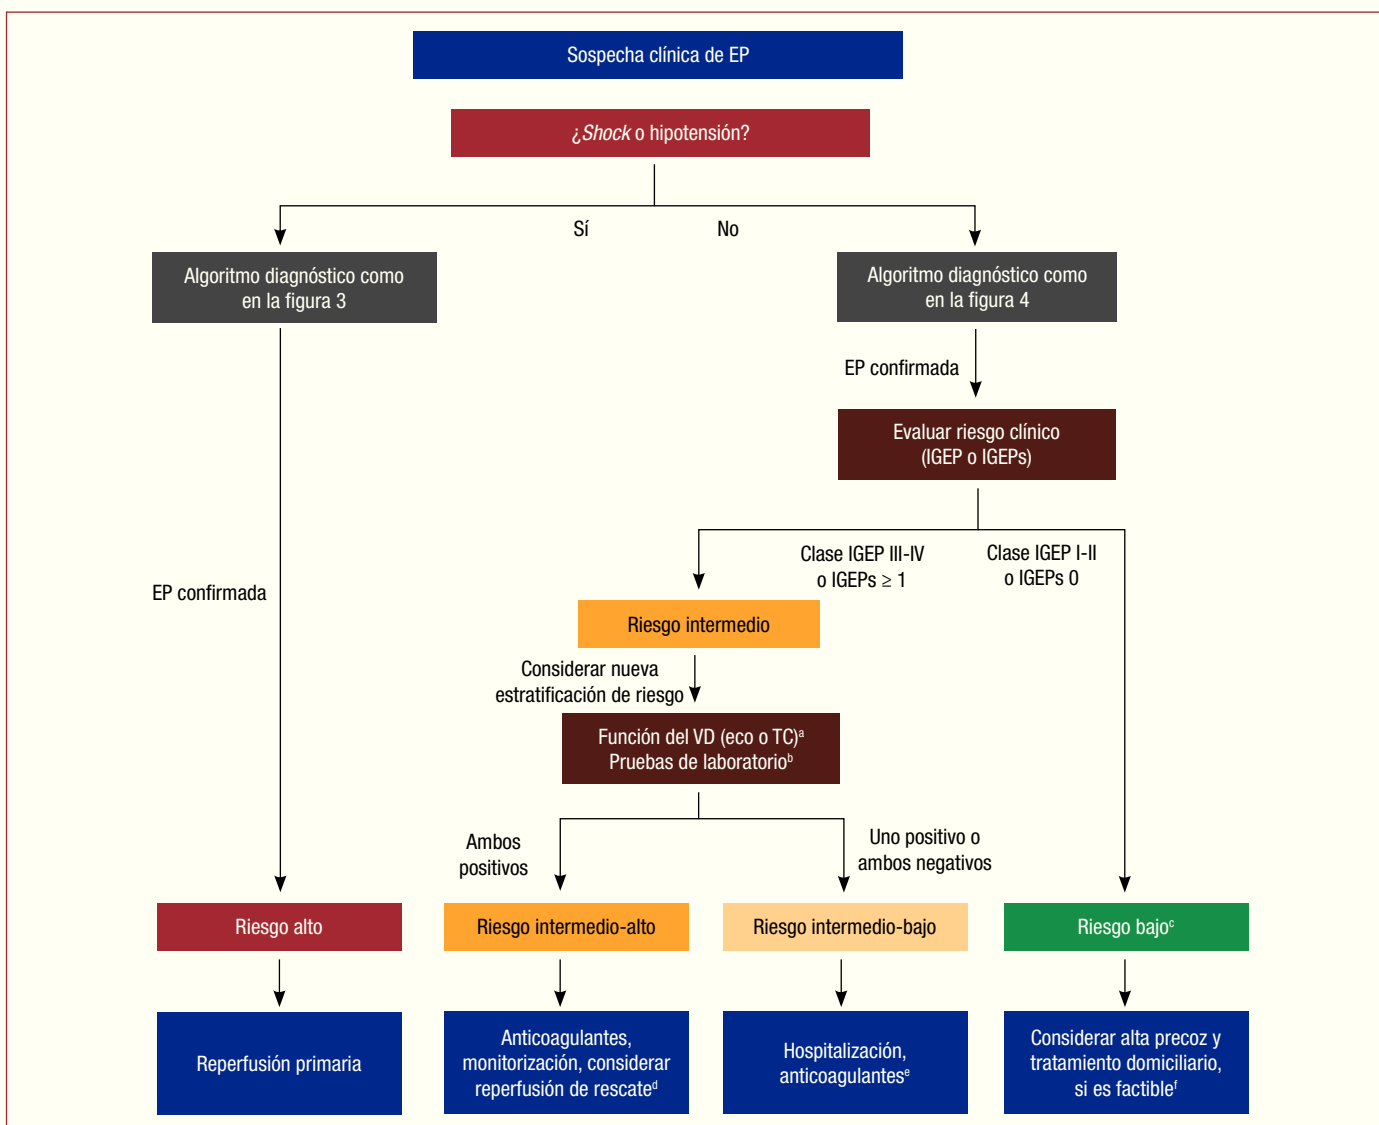 Sospecha clínica de EP
¿Shock o hipotensión?
Sí
No
Algoritmo diagnóstico como
en la figura 3
Algoritmo diagnóstico como
en la figura 4
EP confirmada
Evaluar riesgo clínico
(IGEP o IGEPs)
Clase IGEP III-IV
o IGEPs ≥ 1
Clase IGEP I-II
o IGEPs 0
EP confirmada
Riesgo intermedio
Considerar nueva
estratificación de riesgo
Función del VD (eco o TC)ᵃ
Pruebas de laboratorioᵇ
Ambos
positivos
Uno positivo o
ambos negativos
Riesgo alto
Riesgo intermedio-alto
Riesgo intermedio-bajo
Riesgo bajoᶜ
Reperfusión primaria
Anticoagulantes,
monitorización, considerar
reperfusión de rescateᵈ
Hospitalización,
anticoagulantesᵉ
Considerar alta precoz y
tratamiento domiciliario,
si es factibleᶠ